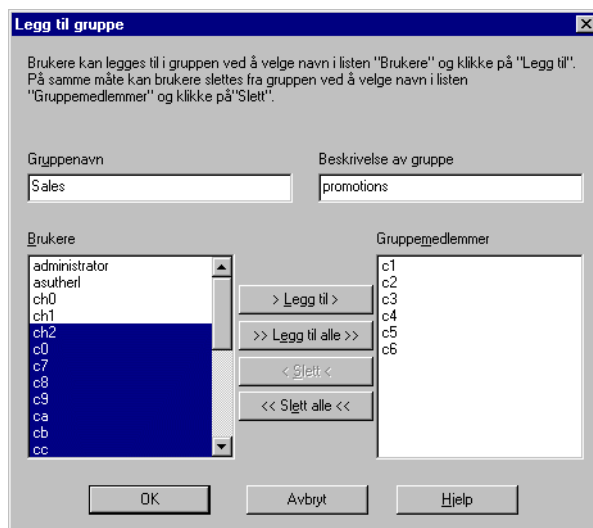 Legg til gruppe
Brukere kan legges til i gruppen ved å velge navn i listen "Brukere" og klikke på "Legg til".
På samme måte kan brukere slettes fra gruppen ved å velge navn i listen
"Gruppemedlemmer" og klikke på"Slett".
Gruppenavn
Beskrivelse av gruppe
Sales
promotions
Brukere
Gruppemedlemmer
administrator
asutherl
ch0
ch1
ch2
c0
c7
c8
c9
ca
cb
cc
> Legg til >
>> Legg til alle >>
< Slett <
<< Slett alle <<
c1
c2
c3
c4
c5
c6
OK
Avbryt
Hjelp